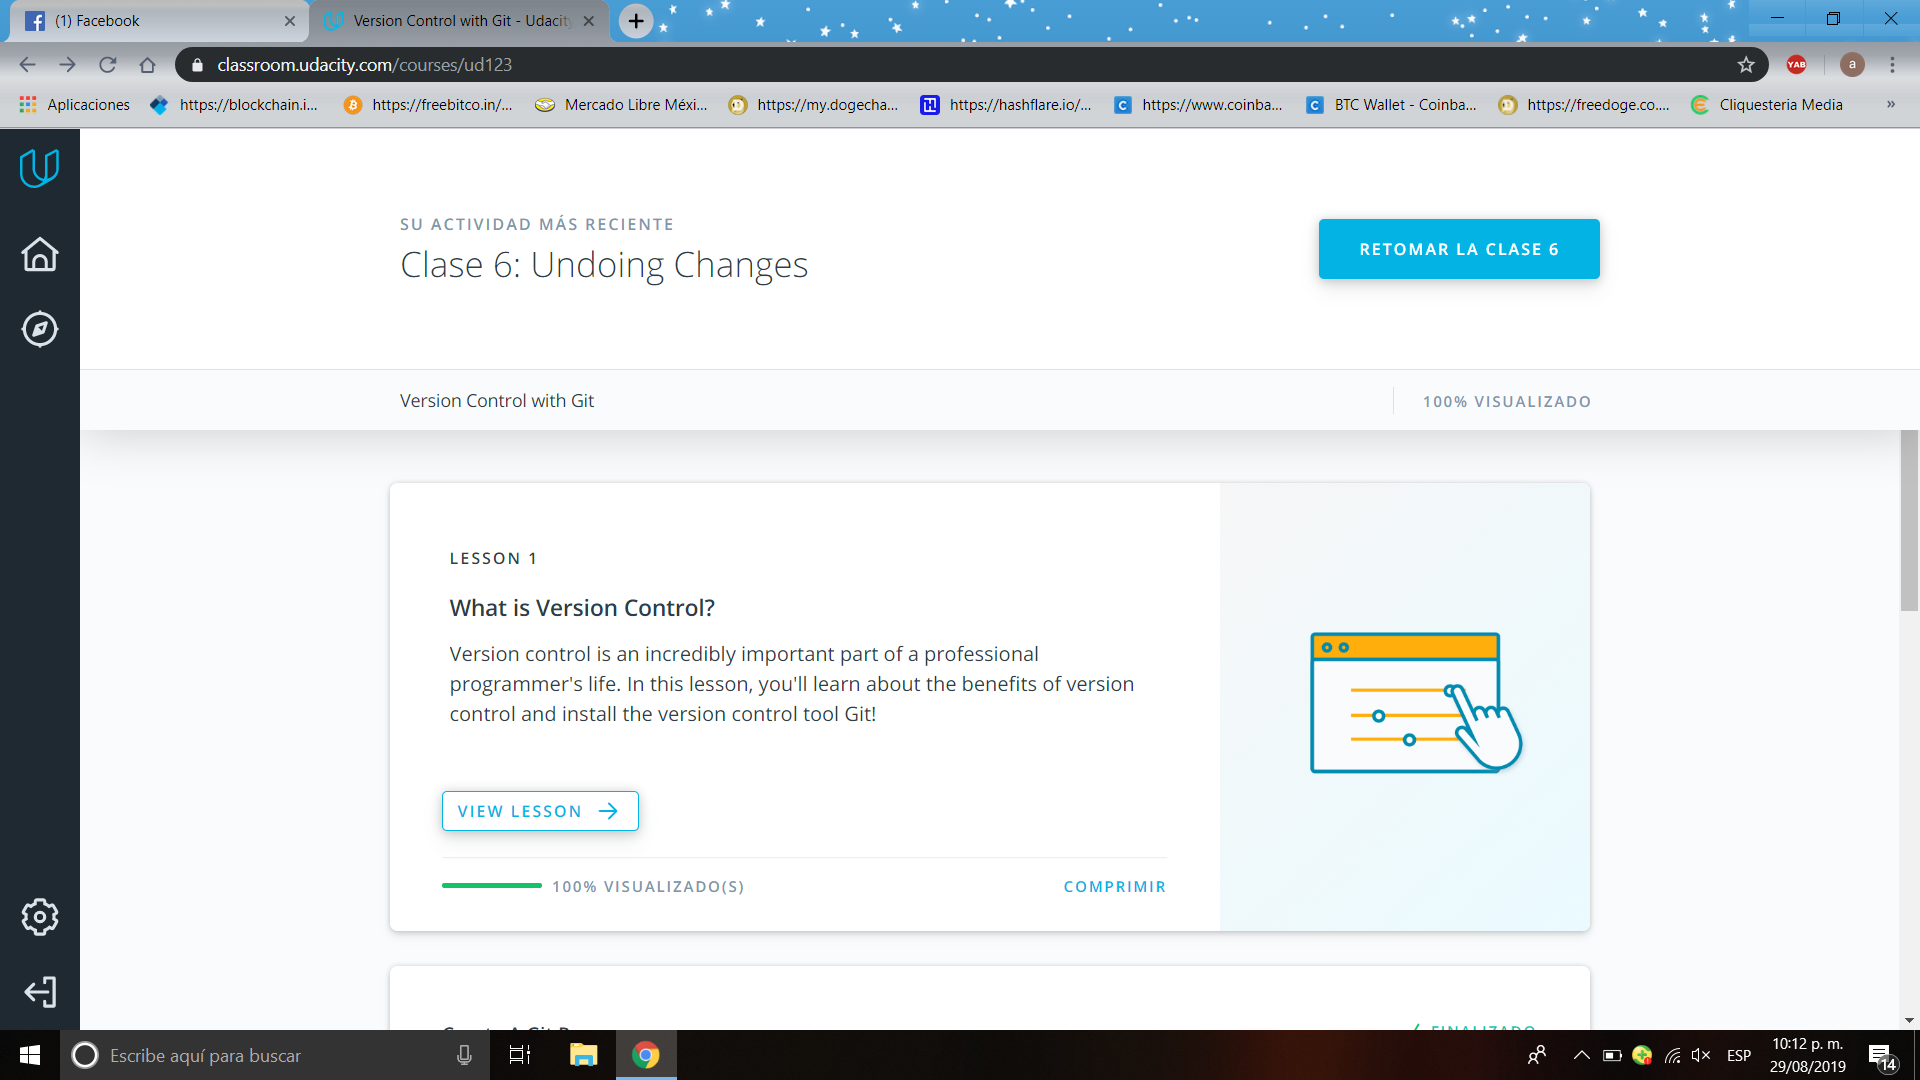 (1) Facebook
Version Control with Git - Udacity
classroom.udacity.com/courses/ud123
YAB
a
Aplicaciones
https://blockchain.i...
https://freebitco.in/...
Mercado Libre Méxi...
https://my.dogecha...
https://hashflare.io/...
https://www.coinba...
BTC Wallet - Coinba...
https://freedoge.co....
Cliquesteria Media
»
SU ACTIVIDAD MÁS RECIENTE
Clase 6: Undoing Changes
RETOMAR LA CLASE 6
Version Control with Git
100% VISUALIZADO
LESSON 1
What is Version Control?
Version control is an incredibly important part of a professional
programmer's life. In this lesson, you'll learn about the benefits of version
control and install the version control tool Git!
VIEW LESSON
100% VISUALIZADO(S)
COMPRIMIR
FINALIZADO
Escribe aquí para buscar
ESP
10:12 p. m.
29/08/2019
14